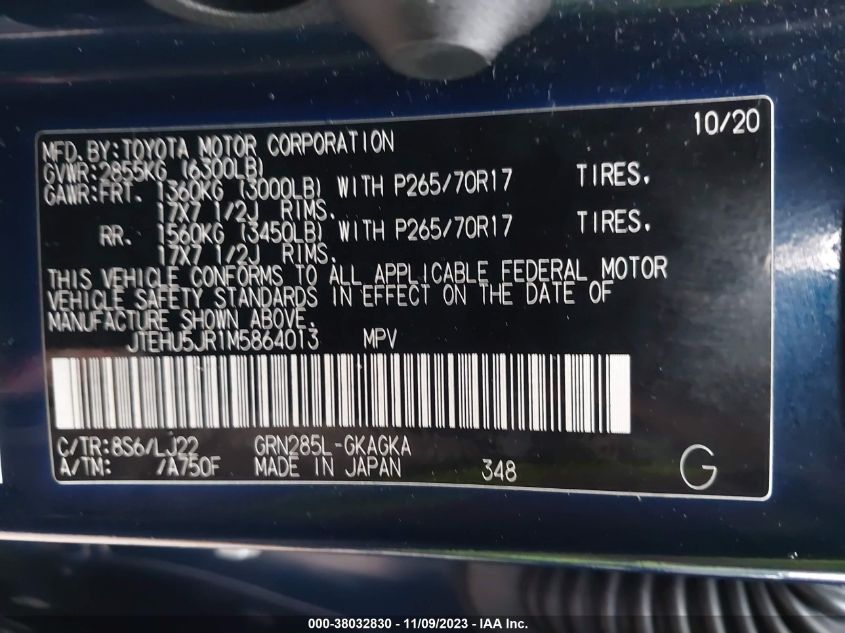 10/20
MFD.BY:TOYOTA MOTOR CORPORATION
GVWR:2855KG (6300LB)
GAWR:FRT. 1360KG (3000LB) WITH P265/70R17 TIRES.
17X7 1/2J RIMS.
RR. 1560KG (3450LB) WITH P265/70R17 TIRES.
17X7 1/2J RIMS.
THIS VEHICLE CONFORMS TO ALL APPLICABLE FEDERAL MOTOR
VEHICLE SAFETY STANDARDS IN EFFECT ON THE DATE OF
MANUFACTURE SHOWN ABOVE.
JTEHU5JR1M5864013 MPV
C/TR:8S6/LJ22 GRN285L-GKAGKA
A/TM: /A750F MADE IN JAPAN 348 G
000-38032830 - 11/09/2023 - IAA Inc.